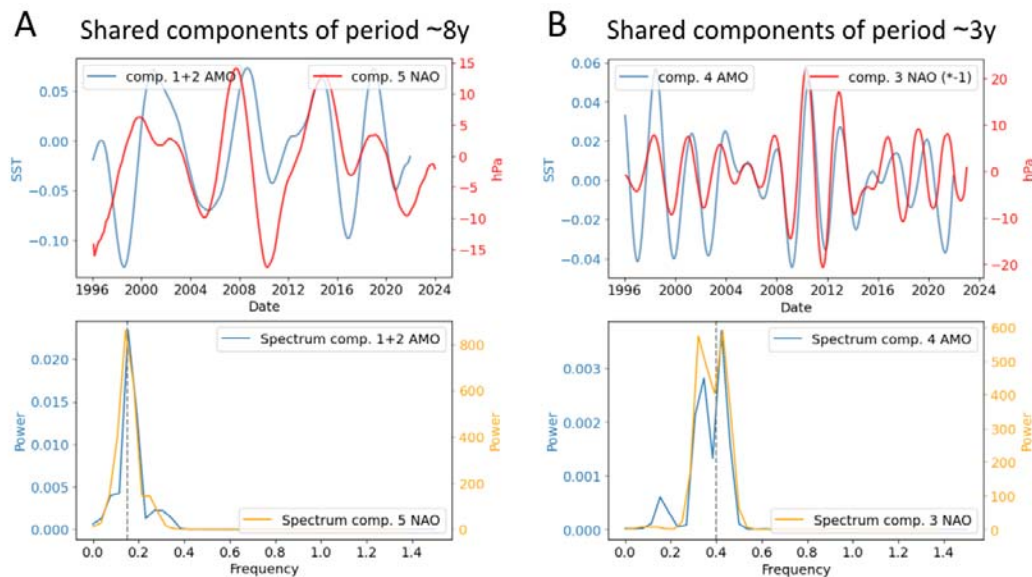 A Shared components of period ~8y
comp. 1+2 AMO
comp. 5 NAO
0.05
0.00
−0.05
−0.10
SST
15
10
5
0
−5
−10
−15
hPa
1996 2000 2004 2008 2012 2016 2020 2024
Date
Spectrum comp. 1+2 AMO
Spectrum comp. 5 NAO
0.020
0.015
0.010
0.005
0.000
Power
800
600
400
200
0
Power
0.0 0.2 0.4 0.6 0.8 1.0 1.2 1.4
Frequency
B Shared components of period ~3y
comp. 4 AMO
comp. 3 NAO (*-1)
0.06
0.04
0.02
0.00
−0.02
−0.04
SST
20
10
0
−10
−20
hPa
1996 2000 2004 2008 2012 2016 2020 2024
Date
Spectrum comp. 4 AMO
Spectrum comp. 3 NAO
0.003
0.002
0.001
0.000
Power
600
500
400
300
200
100
0
Power
0.0 0.2 0.4 0.6 0.8 1.0 1.2 1.4
Frequency